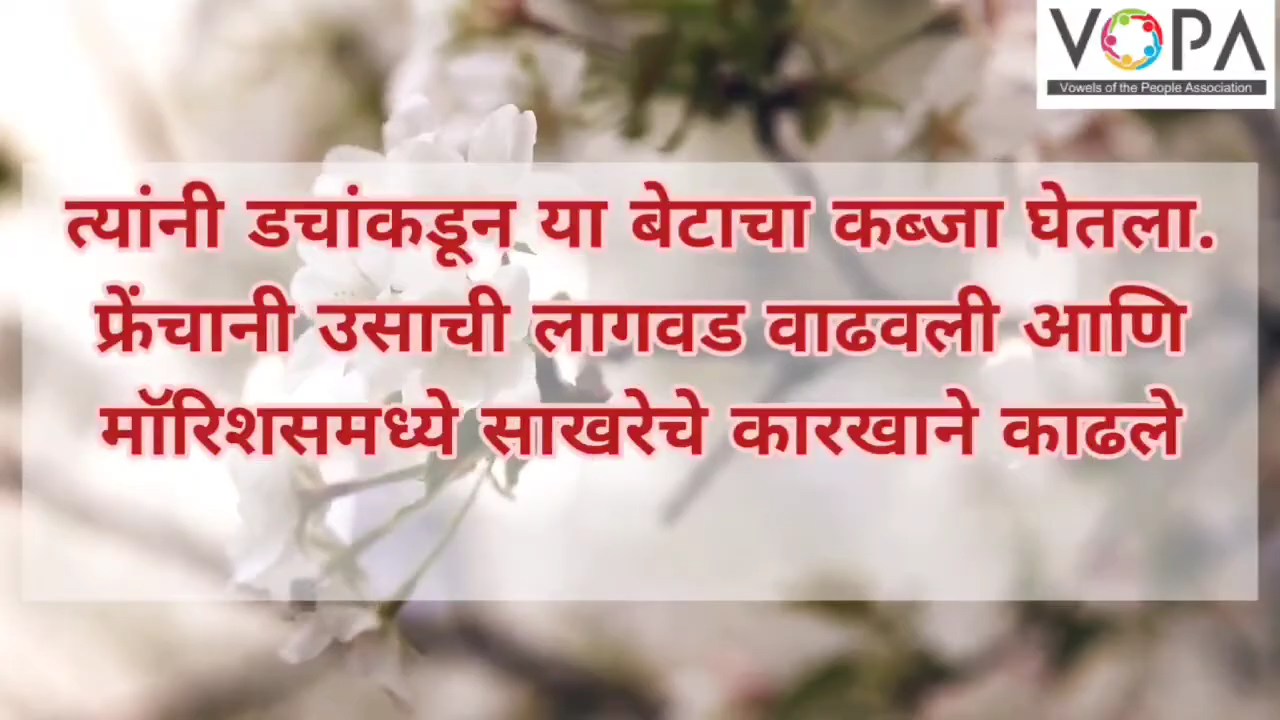 VOPA
Vowels of the People Association
त्यांनी डचांकडून या बेटाचा कब्जा घेतला.
फ्रेंचानी उसाची लागवड वाढवली आणि
मॉरिशसमध्ये साखरेचे कारखाने काढले